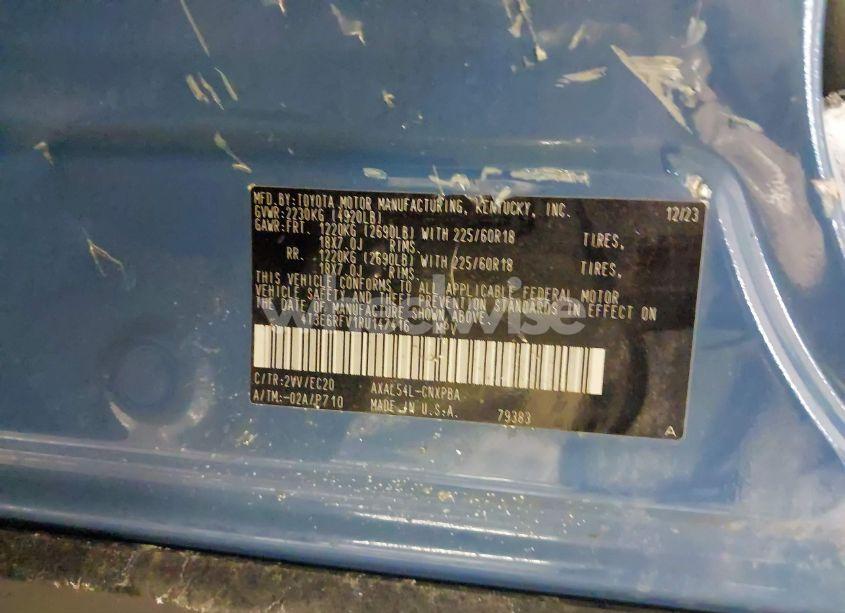 MFD.BY:TOYOTA MOTOR MANUFACTURING, KENTUCKY, INC. 12/23
GVWR:2230KG (4920LB)
GAWR:FRT. 1220KG (2690LB) WITH 225/60R18 TIRES,
18X7.0J RIMS.
RR. 1220KG (2690LB) WITH 225/60R18 TIRES,
18X7.0J RIMS.
THIS VEHICLE CONFORMS TO ALL APPLICABLE FEDERAL MOTOR
VEHICLE SAFETY AND THEFT PREVENTION STANDARDS IN EFFECT ON
THE DATE OF MANUFACTURE SHOWN ABOVE.
MPV
wheelwise
C/TR:2VV/EC20 AXAL54L-CNXPBA
A/TM:-02A/P710 MADE IN U.S.A. 79383
A